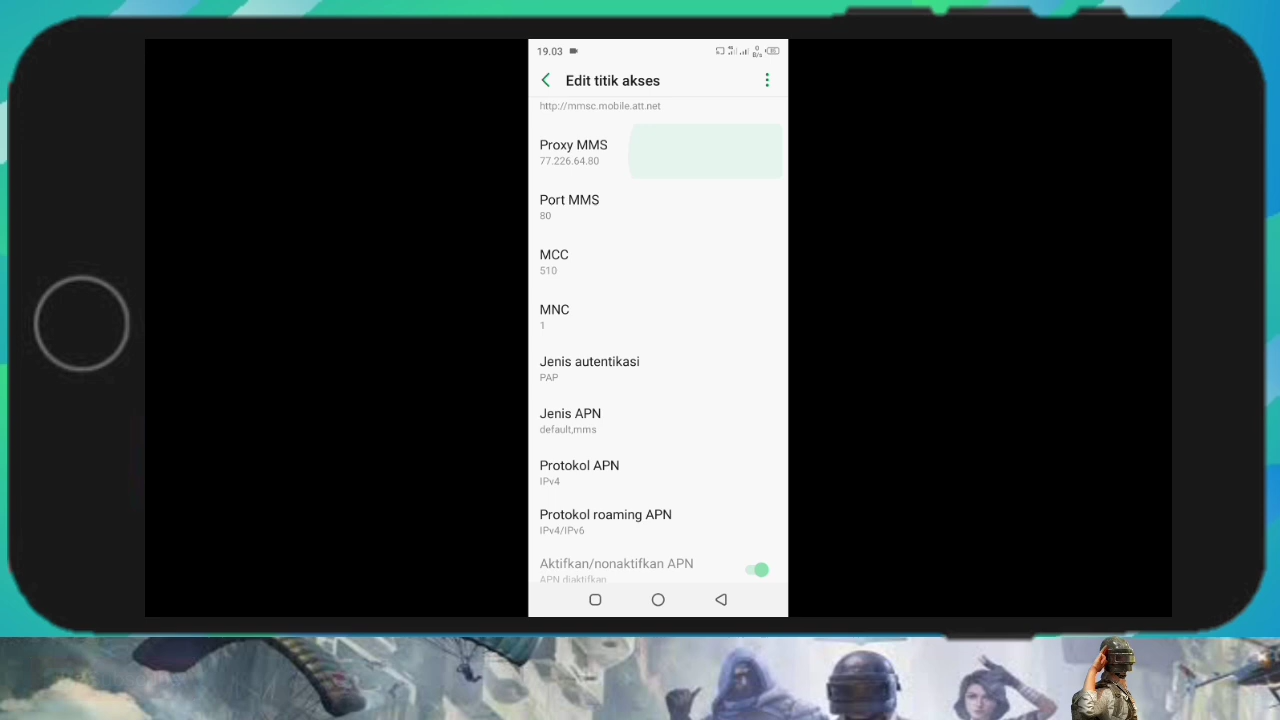 19.03
Edit titik akses
http://mmsc.mobile.att.net
Proxy MMS
77.226.64.80
Port MMS
80
MCC
510
MNC
1
Jenis autentikasi
PAP
Jenis APN
default,mms
Protokol APN
IPv4
Protokol roaming APN
IPv4/IPv6
Aktifkan/nonaktifkan APN
APN diaktifkan